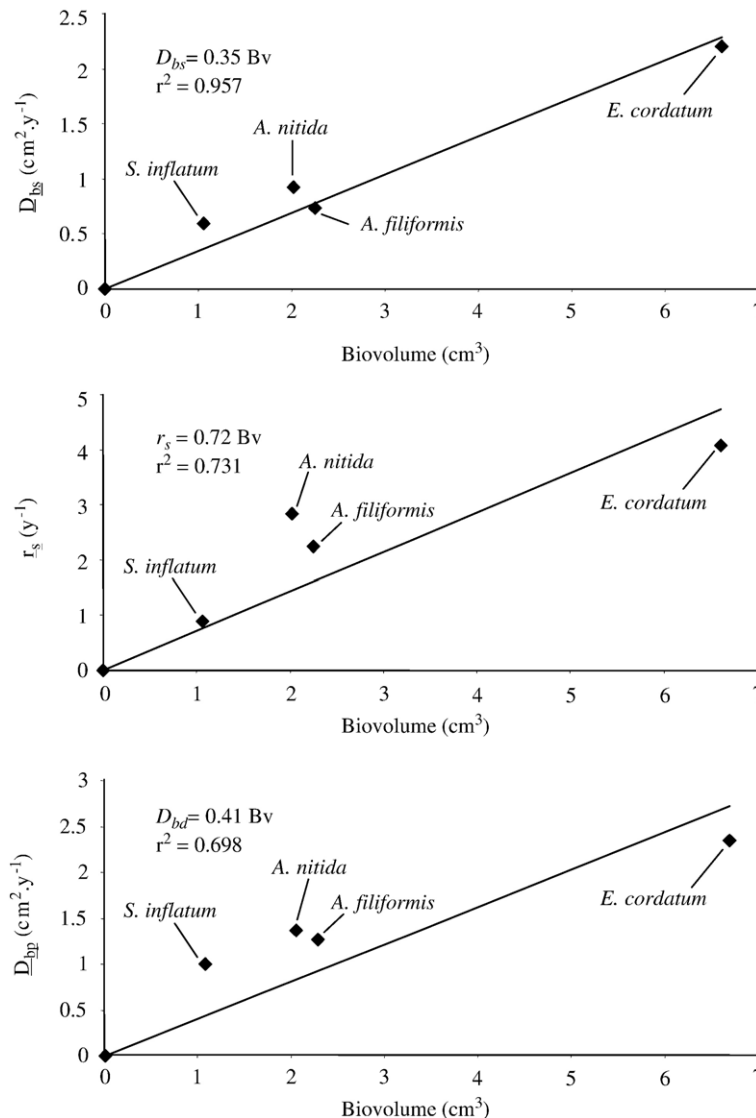 2.5
D_bs = 0.35 Bv
r² = 0.957
2
E. cordatum
A. nitida
1.5
S. inflatum
1
A. filiformis
0.5
0
D_bs (cm².y⁻¹)
0 1 2 3 4 5 6 7
Biovolume (cm³)
5
r_s = 0.72 Bv
r² = 0.731
4
A. nitida
E. cordatum
3
A. filiformis
2
S. inflatum
1
0
r_s (y⁻¹)
0 1 2 3 4 5 6 7
Biovolume (cm³)
3
D_bd = 0.41 Bv
r² = 0.698
2.5
2
A. nitida
E. cordatum
S. inflatum
A. filiformis
1.5
1
0.5
0
D_bp (cm².y⁻¹)
0 1 2 3 4 5 6 7
Biovolume (cm³)